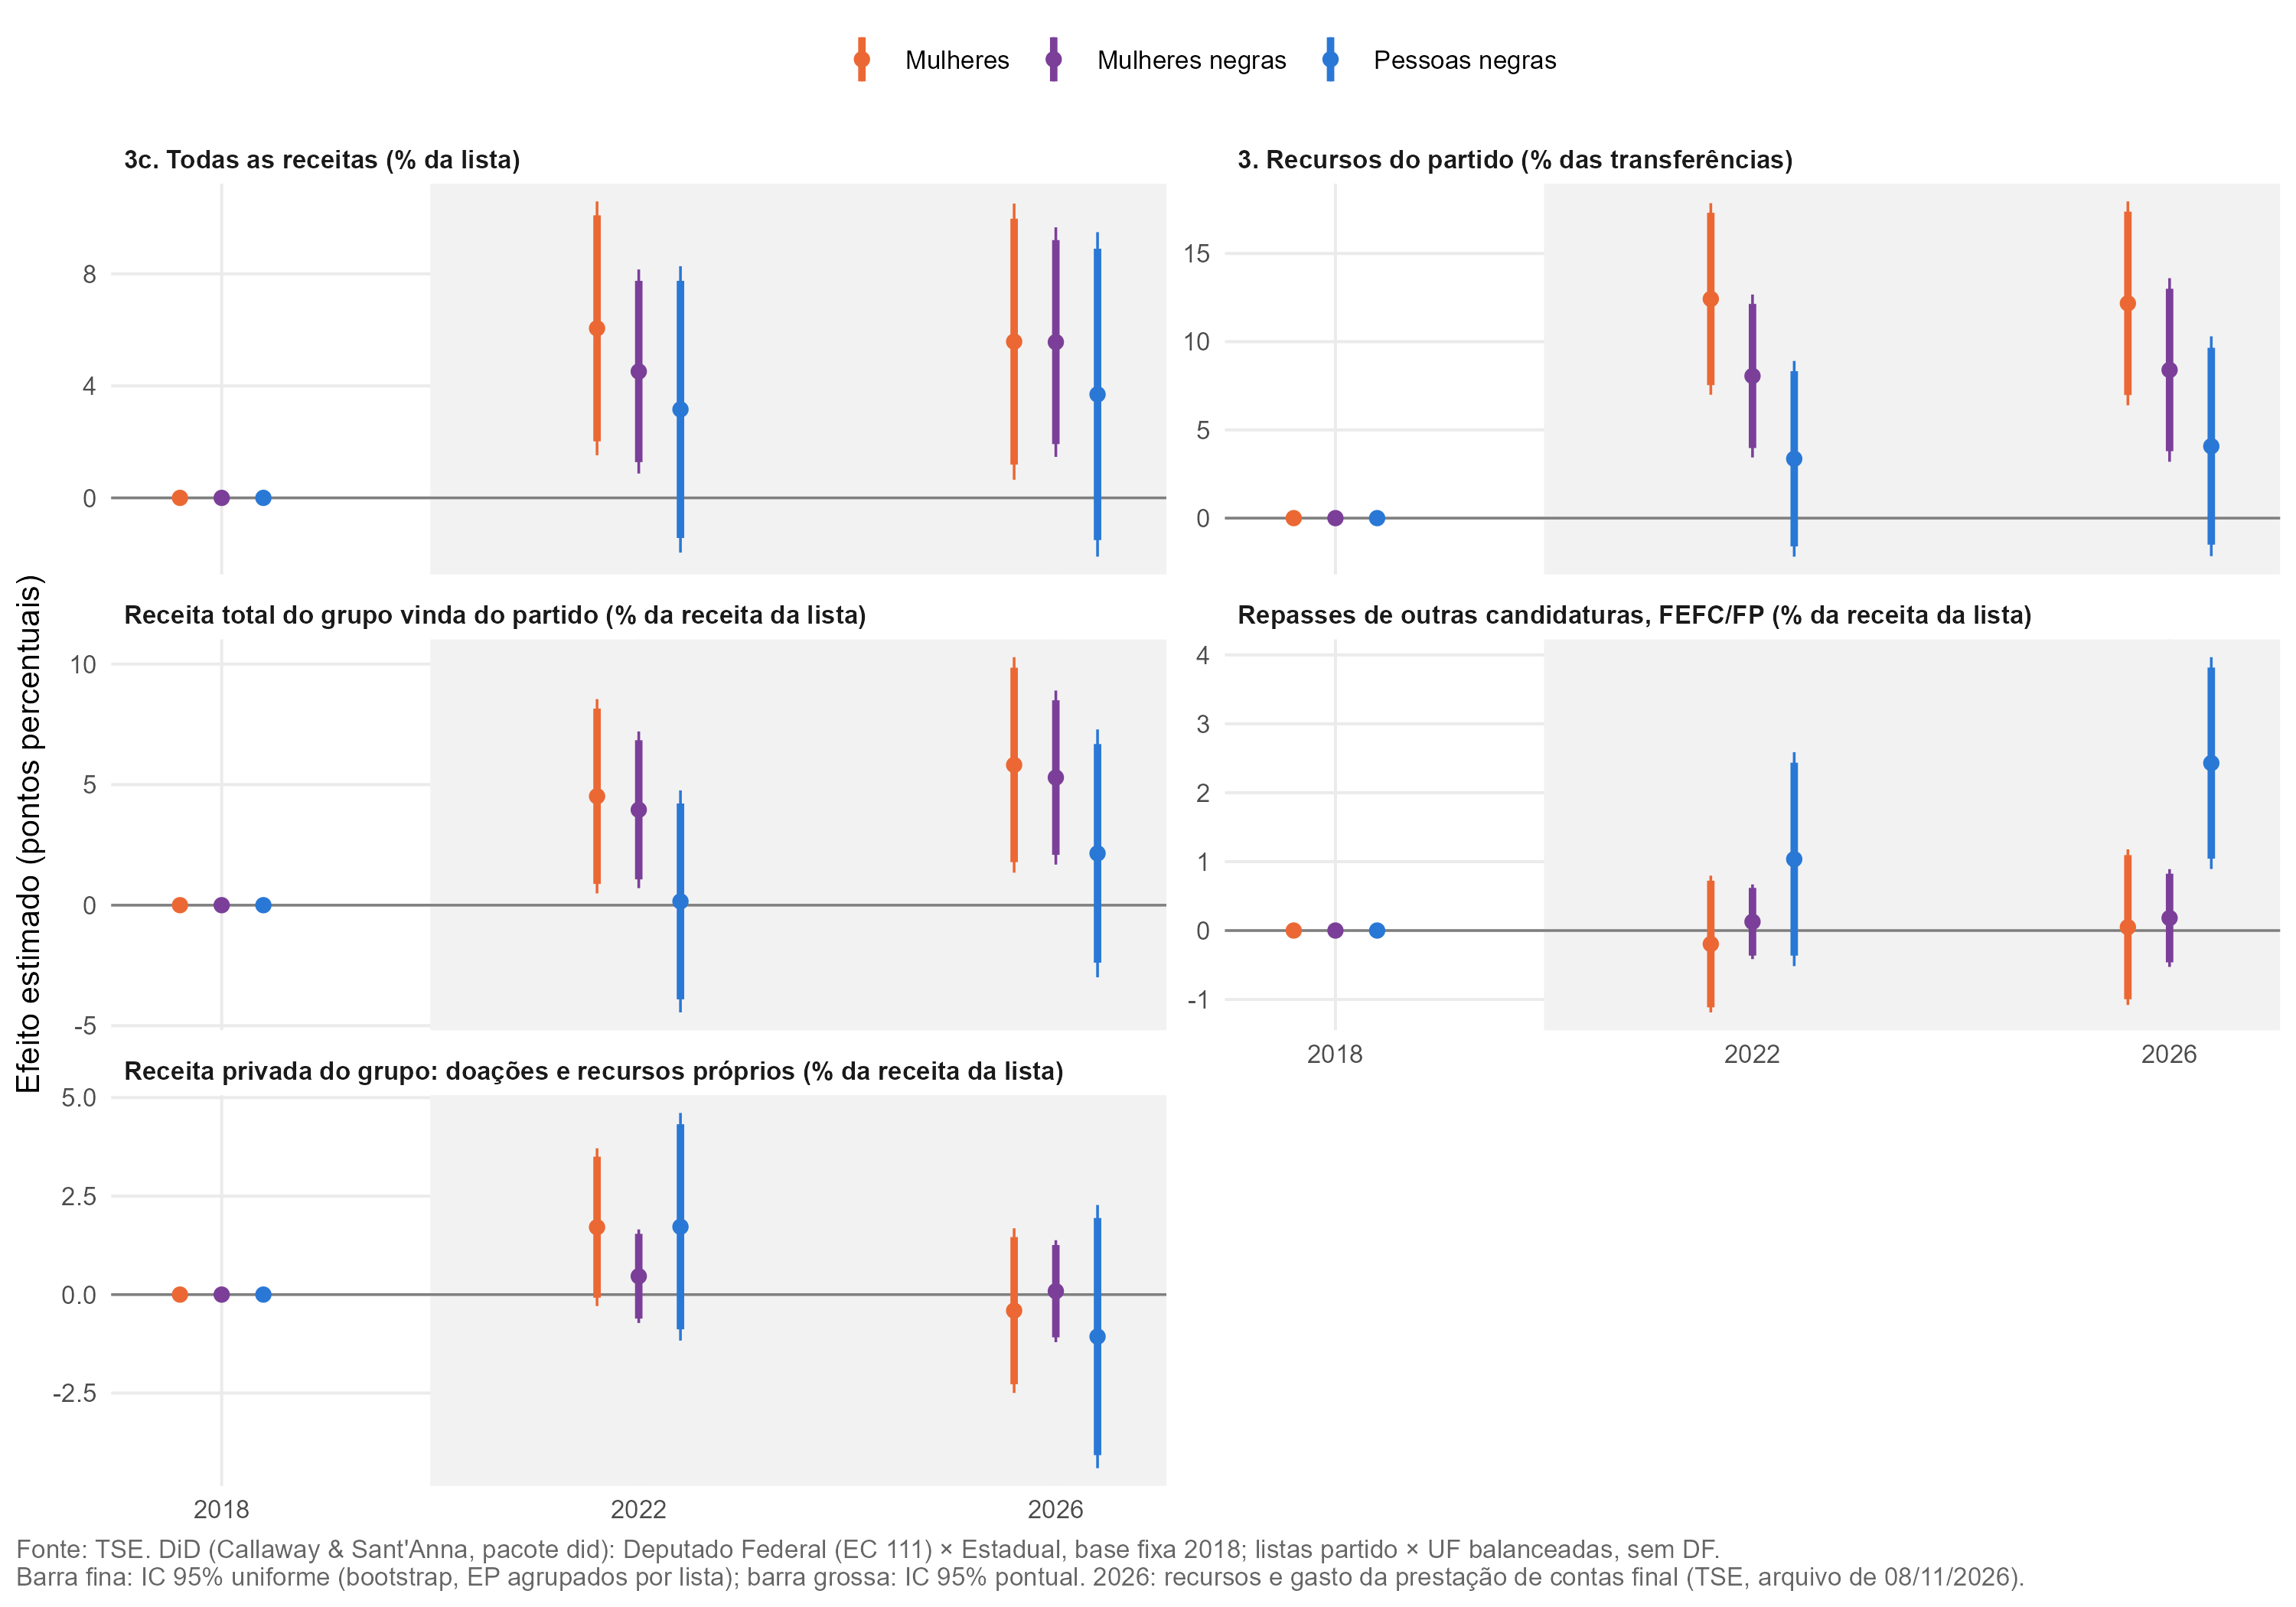 Mulheres
Mulheres negras
Pessoas negras
Efeito estimado (pontos percentuais)
3c. Todas as receitas (% da lista)
8
4
0
3. Recursos do partido (% das transferências)
15
10
5
0
Receita total do grupo vinda do partido (% da receita da lista)
10
5
0
-5
Repasses de outras candidaturas, FEFC/FP (% da receita da lista)
4
3
2
1
0
-1
2018
2022
2026
Receita privada do grupo: doações e recursos próprios (% da receita da lista)
5.0
2.5
0.0
-2.5
2018
2022
2026
Fonte: TSE. DiD (Callaway & Sant'Anna, pacote did): Deputado Federal (EC 111) × Estadual, base fixa 2018; listas partido × UF balanceadas, sem DF.
Barra fina: IC 95% uniforme (bootstrap, EP agrupados por lista); barra grossa: IC 95% pontual. 2026: recursos e gasto da prestação de contas final (TSE, arquivo de 08/11/2026).